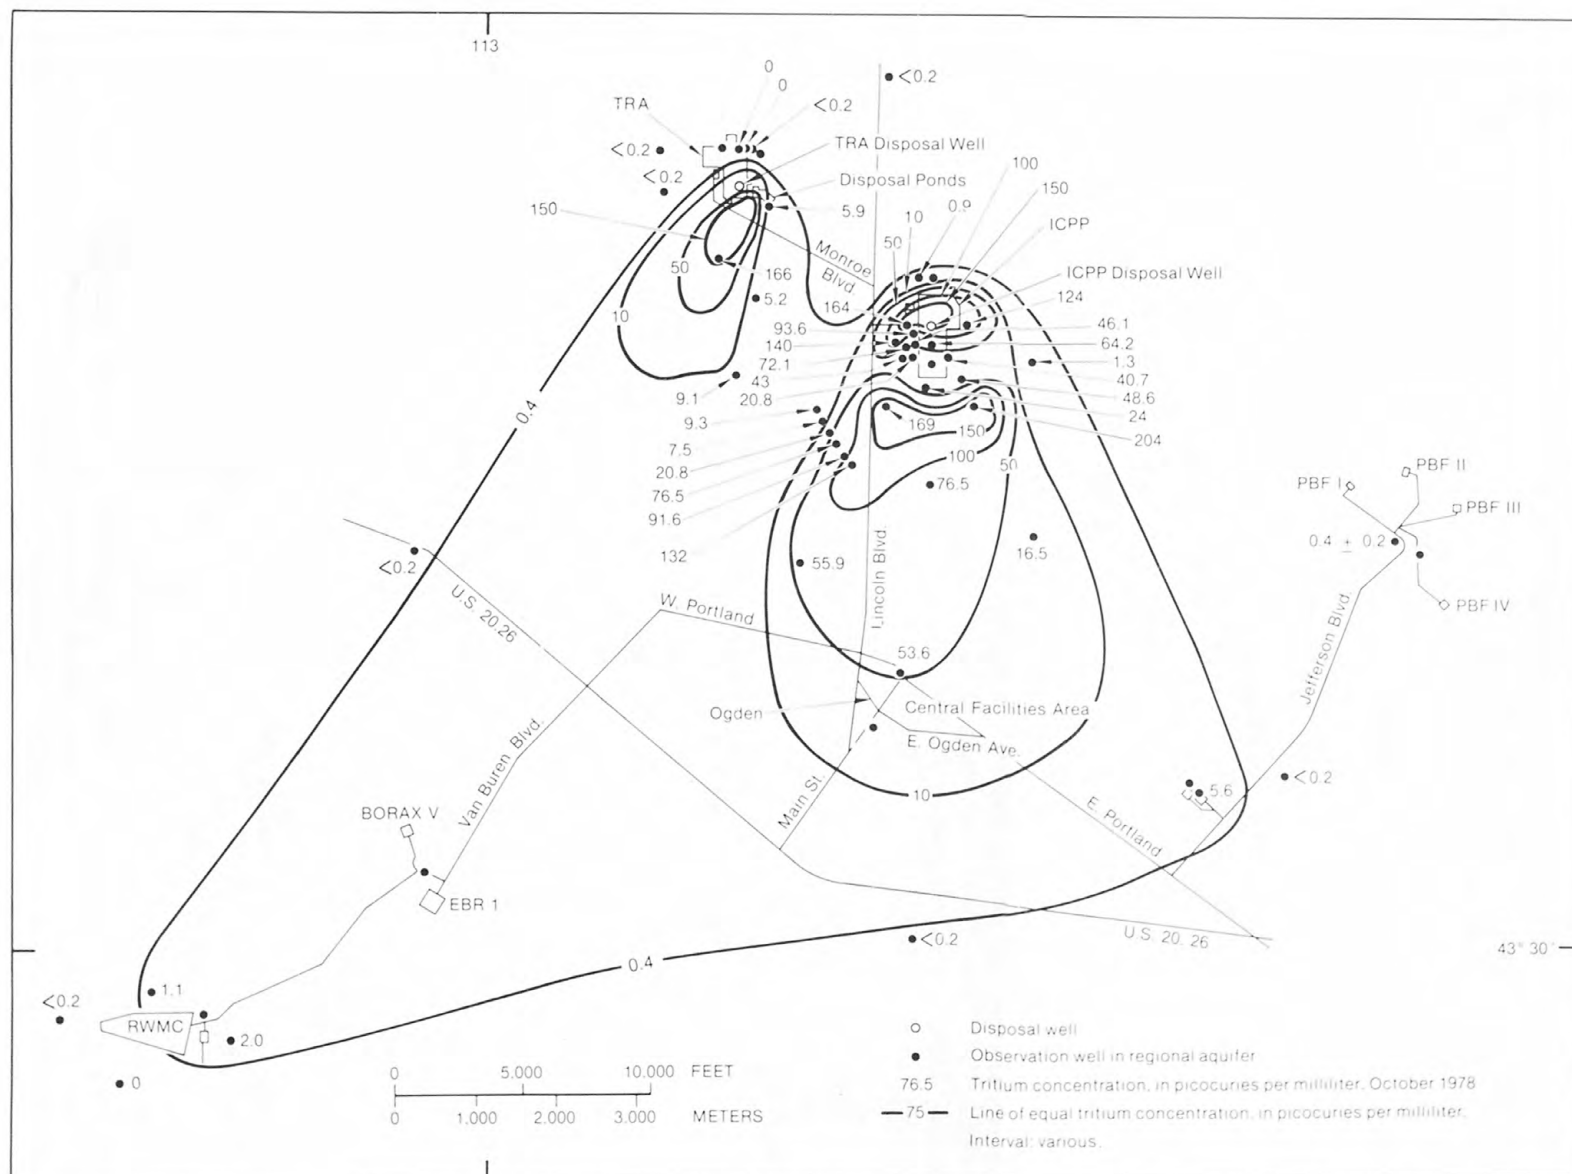 113
0
0
<0.2
<0.2
TRA
<0.2
TRA Disposal Well
100
<0.2
Disposal Ponds
150
150
5.9
10
0.9
ICPP
50
Monroe Blvd.
ICPP Disposal Well
50
166
5.2
164
124
10
93.6
46.1
140
64.2
72.1
1.3
43
40.7
9.1
20.8
48.6
0.4
9.3
24
169
150
204
7.5
100
50
20.8
76.5
76.5
91.6
132
16.5
55.9
PBF I
PBF II
PBF III
0.4 ± 0.2
PBF IV
<0.2
U.S. 20.26
W. Portland
Lincoln Blvd.
Jefferson Blvd.
53.6
Ogden
Central Facilities Area
E. Ogden Ave.
Van Buren Blvd.
Main St.
10
E. Portland
<0.2
5.6
BORAX V
EBR 1
<0.2
U.S. 20. 26
43° 30'
0.4
1.1
<0.2
RWMC
2.0
0
0 5.000 10.000 FEET
0 1.000 2.000 3.000 METERS
Disposal well
Observation well in regional aquifer
76.5 Tritium concentration, in picocuries per milliliter, October 1978
75 Line of equal tritium concentration, in picocuries per milliliter.
Interval: various.